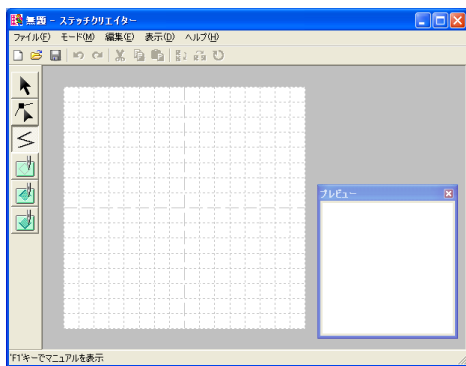 無題 - ステッチクリエイター
ファイル(F) モード(M) 編集(E) 表示(D) ヘルプ(H)
プレビュー
'F1'キーでマニュアルを表示